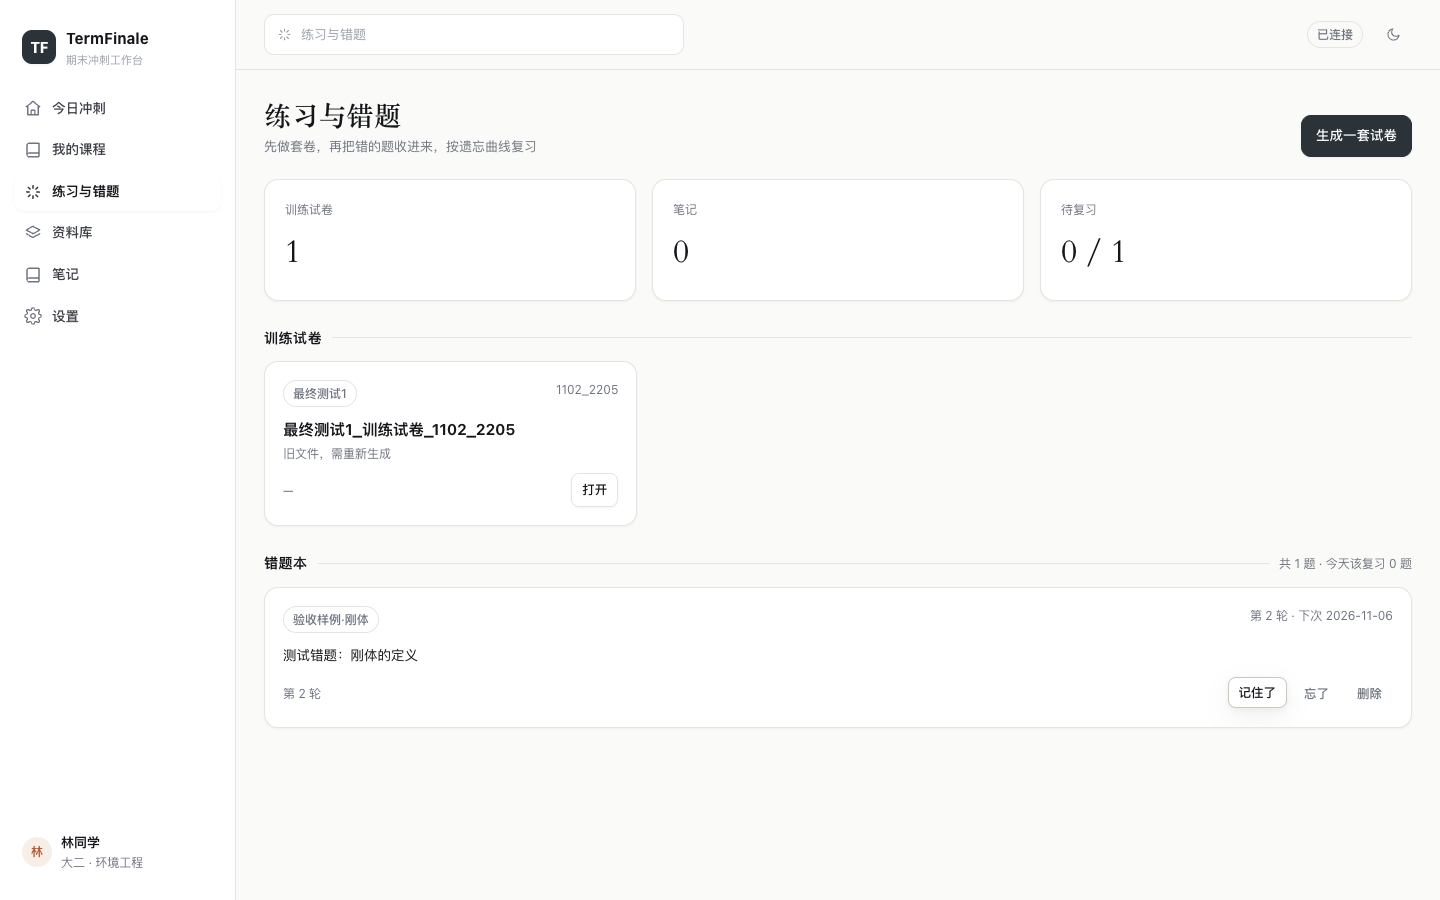 TF
TermFinale
期末冲刺工作台
今日冲刺
我的课程
练习与错题
资料库
笔记
设置
林
林同学
大二 · 环境工程
练习与错题
已连接
练习与错题
先做套卷，再把错的题收进来，按遗忘曲线复习
生成一套试卷
训练试卷
1
笔记
0
待复习
0 / 1
训练试卷
最终测试1
1102_2205
最终测试1_训练试卷_1102_2205
旧文件，需重新生成
—
打开
错题本
共 1 题 · 今天该复习 0 题
验收样例·刚体
第 2 轮 · 下次 2026-11-06
测试错题：刚体的定义
第 2 轮
记住了
忘了
删除